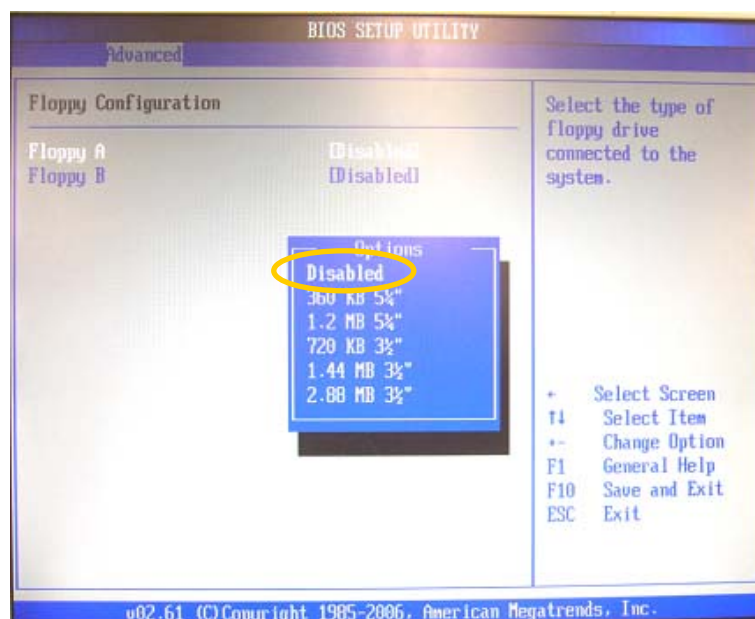 BIOS SETUP UTILITY
Advanced
Floppy Configuration
Floppy A [Disabled]
Floppy B [Disabled]
Options
Disabled
360 KB 5¼"
1.2 MB 5¼"
720 KB 3½"
1.44 MB 3½"
2.88 MB 3½"
Select the type of
floppy drive
connected to the
system.
← Select Screen
↑↓ Select Item
+- Change Option
F1 General Help
F10 Save and Exit
ESC Exit
v02.61 (C)Copyright 1985-2006, American Megatrends, Inc.